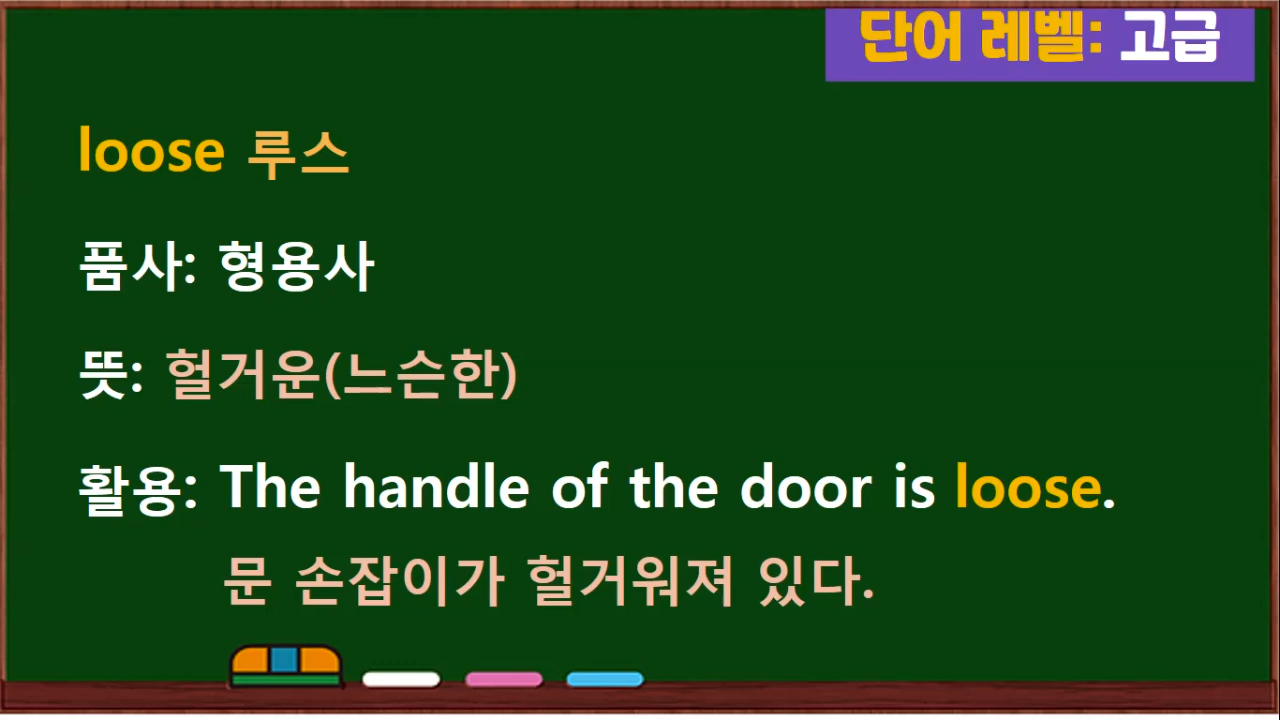 단어 레벨: 고급
loose 루스
품사: 형용사
뜻: 헐거운(느슨한)
활용: The handle of the door is loose.
문 손잡이가 헐거워져 있다.